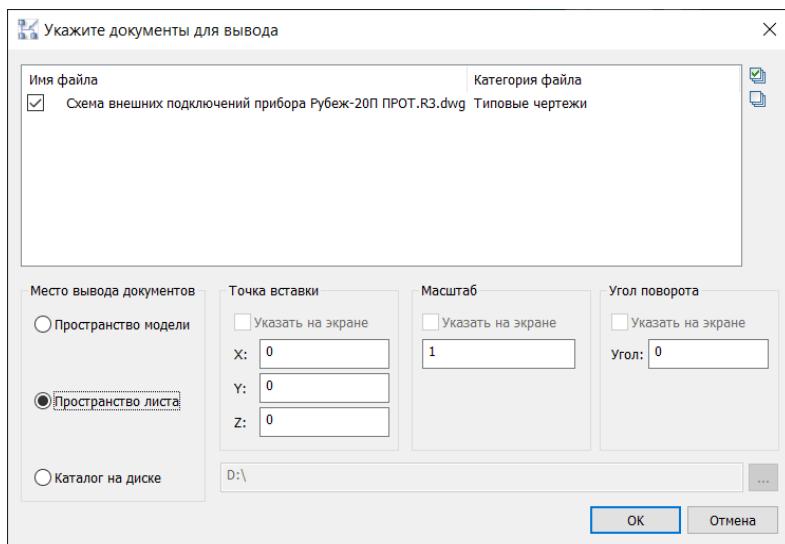 Укажите документы для вывода
Имя файла Категория файла
Схема внешних подключений прибора Рубеж-20П ПРОТ.R3.dwg Типовые чертежи
Место вывода документов Точка вставки Масштаб Угол поворота
Пространство модели Указать на экране Указать на экране Указать на экране
X: 0 1 Угол: 0
Y: 0
Пространство листа
Z: 0
Каталог на диске D:\ ...
ОК Отмена